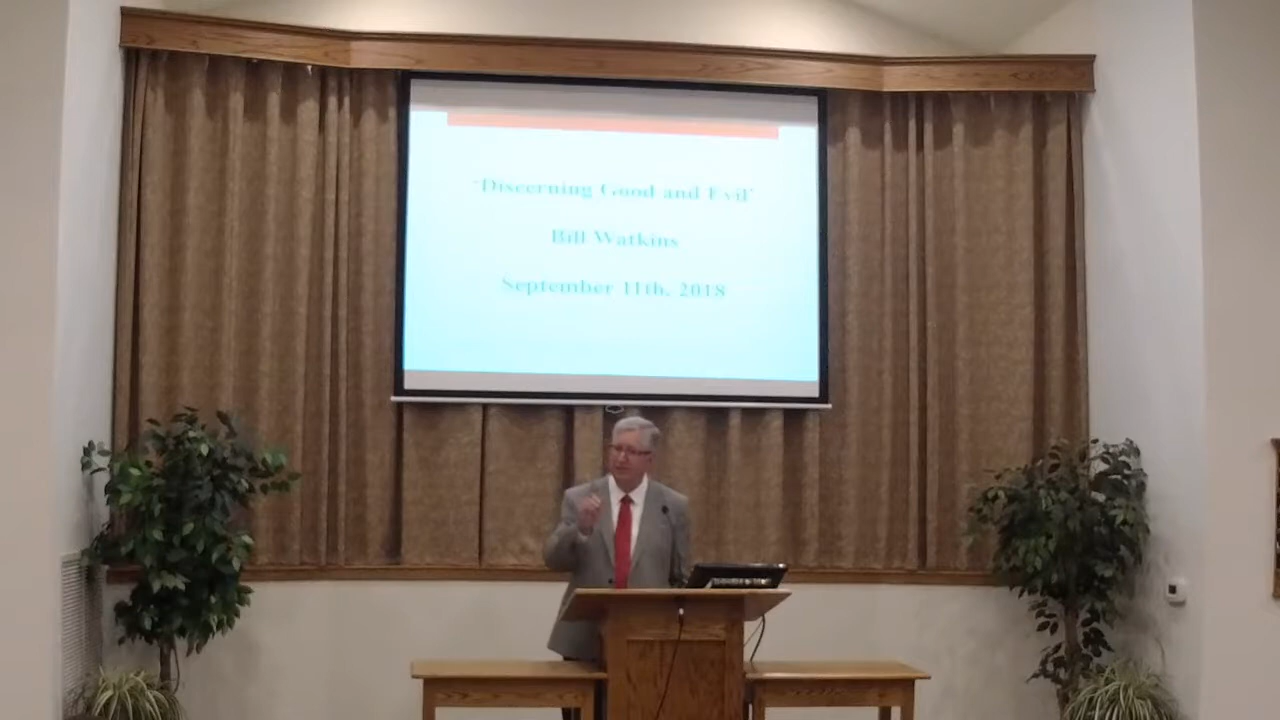 'Discerning Good and Evil'
Bill Watkins
September 11th, 2018